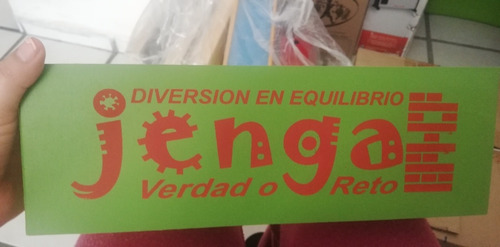 DIVERSION EN EQUILIBRIO
jenga
Verdad o Reto